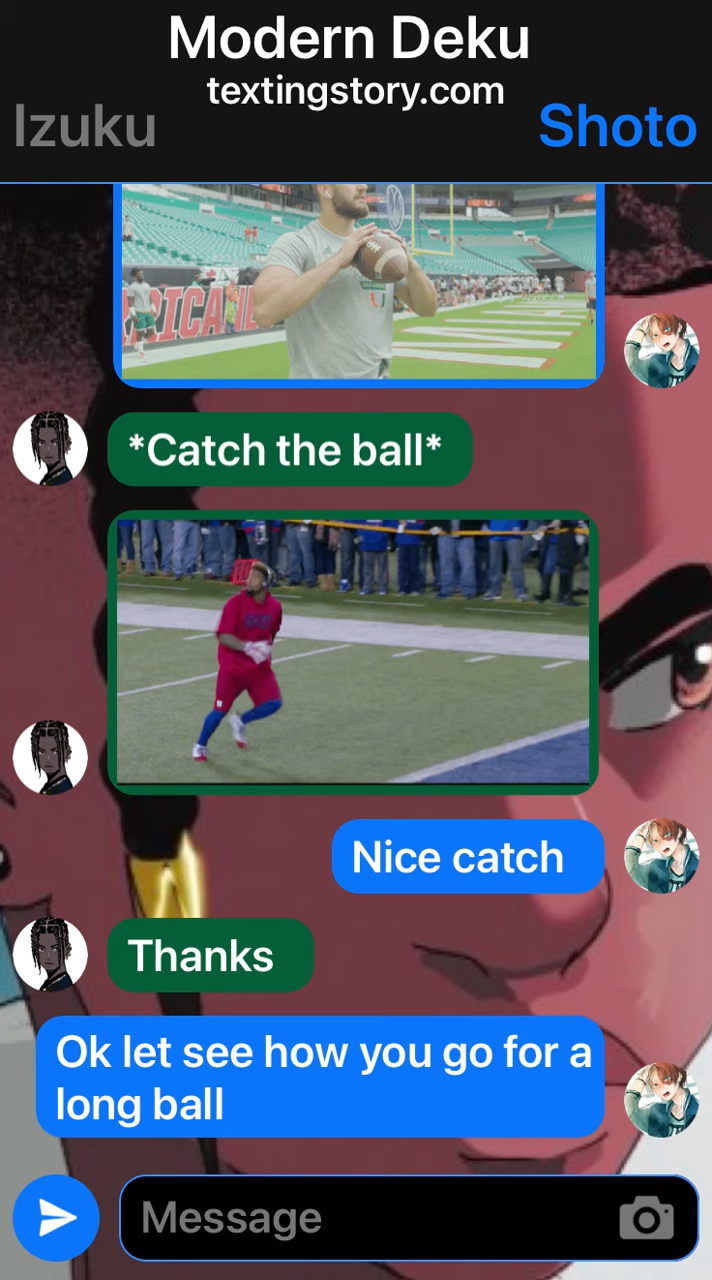 Modern Deku
textingstory.com
Izuku
Shoto
RICAN
*Catch the ball*
Nice catch
Thanks
Ok let see how you go for a
long ball
Message